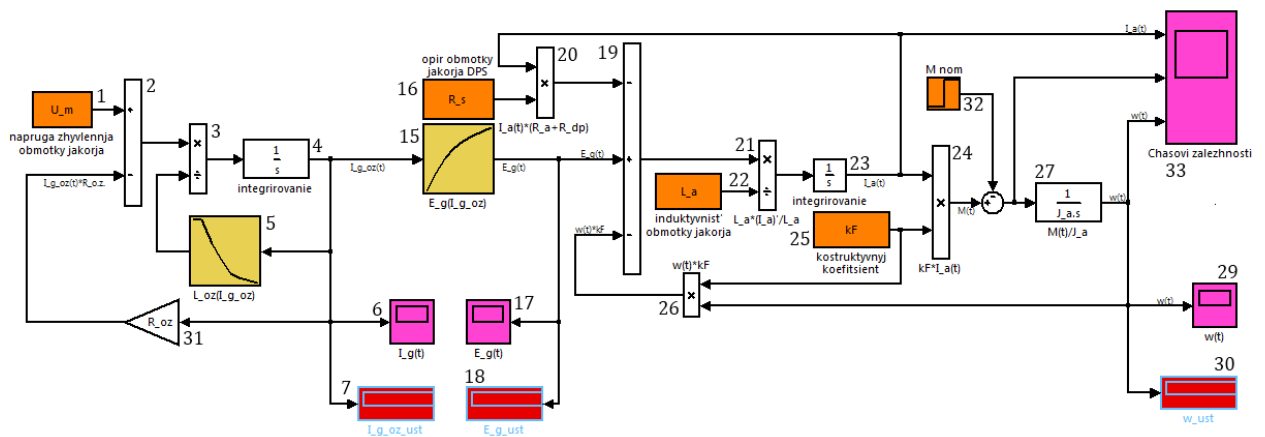 1
U_m
napruga zhyvlennja
obmotky jakorja
I_g_oz(t)*R_o.z.
2
+
-
3
×
÷
4
1
s
integrirovanie
I_g_oz(t)
5
L_oz(I_g_oz)
R_oz
31
6
I_g(t)
7
I_g_oz_ust
opir obmotky
jakorja DPS
16
R_s
15
E_g(I_g_oz)
20
×
I_a(t)*(R_a+R_dp)
E_g(t)
17
E_g(t)
18
E_g_ust
19
-
+
-
E_g(t)
w(t)*kF
22
L_a
induktyvnist'
obmotky jakorja
21
×
÷
L_a*(I_a)'/L_a
23
1
s
integrirovanie
I_a(t)
25
kF
kostruktyvnyj
koefitsient
w(t)*kF
×
26
24
×
kF*I_a(t)
M(t)
M nom
32
-
+
27
1
J_a.s
M(t)/J_a
w(t)
I_a(t)
w(t)
Chasovi zalezhnosti
33
29
w(t)
w(t)
30
w_ust